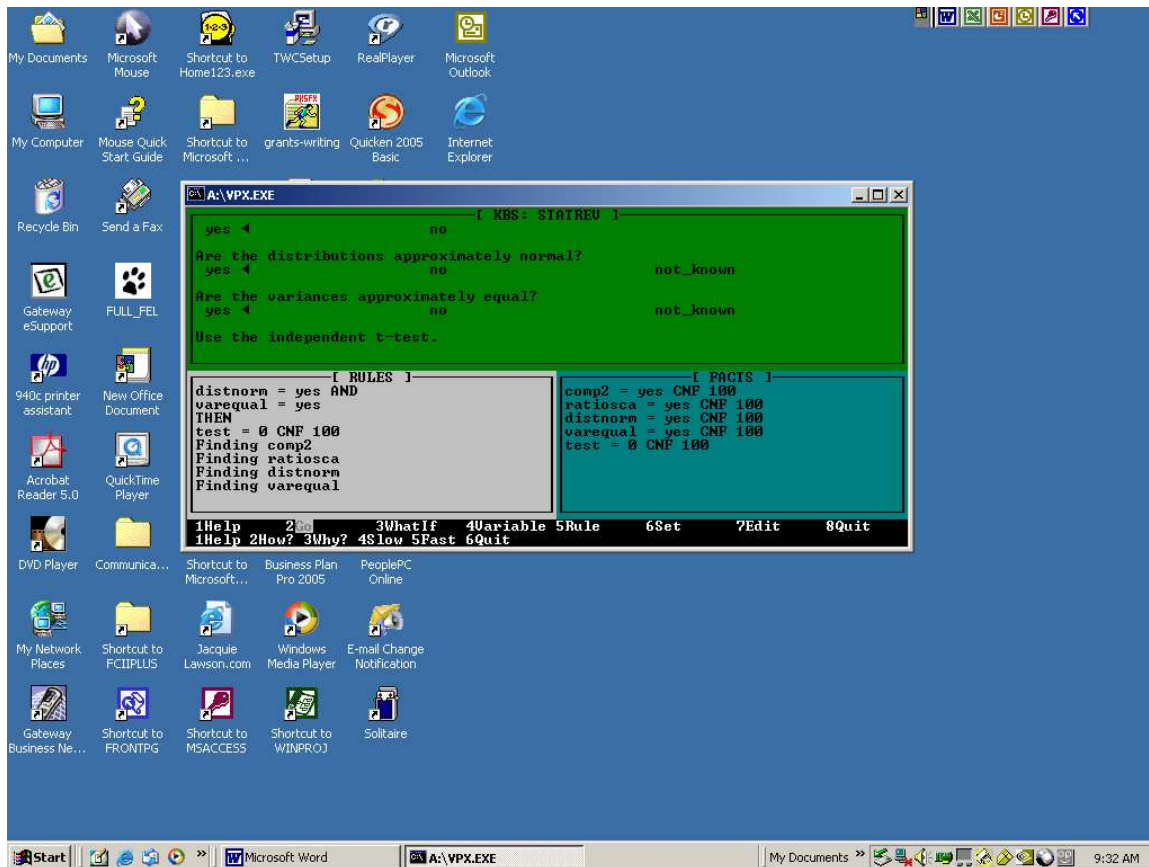 My Documents
Microsoft Mouse
1-2-3
Shortcut to Home123.exe
TWCSetup
RealPlayer
Microsoft Outlook
My Computer
Mouse Quick Start Guide
Shortcut to Microsoft ...
grants-writing
Quicken 2005 Basic
Internet Explorer
Recycle Bin
Send a Fax
Gateway eSupport
FULL_FEL
940c printer assistant
New Office Document
Acrobat Reader 5.0
QuickTime Player
DVD Player
Communica...
Shortcut to Microsoft...
Business Plan Pro 2005
PeoplePC Online
My Network Places
Shortcut to FCIIPLUS
Jacquie Lawson.com
Windows Media Player
E-mail Change Notification
Gateway Business Ne...
Shortcut to FRONTPG
Shortcut to MSACCESS
Shortcut to WINPROJ
Solitaire
A:\VPX.EXE
[ KBS: STATREV ]
yes ◄ no
Are the distributions approximately normal?
yes ◄ no not_known
Are the variances approximately equal?
yes ◄ no not_known
Use the independent t-test.
[ RULES ]
distnorm = yes AND
varequal = yes
THEN
test = 0 CNF 100
Finding comp2
Finding ratiosca
Finding distnorm
Finding varequal
[ FACTS ]
comp2 = yes CNF 100
ratiosca = yes CNF 100
distnorm = yes CNF 100
varequal = yes CNF 100
test = 0 CNF 100
1Help 2Go 3WhatIf 4Variable 5Rule 6Set 7Edit 8Quit
1Help 2How? 3Why? 4Slow 5Fast 6Quit
Start
»
Microsoft Word
A:\VPX.EXE
My Documents »
9:32 AM